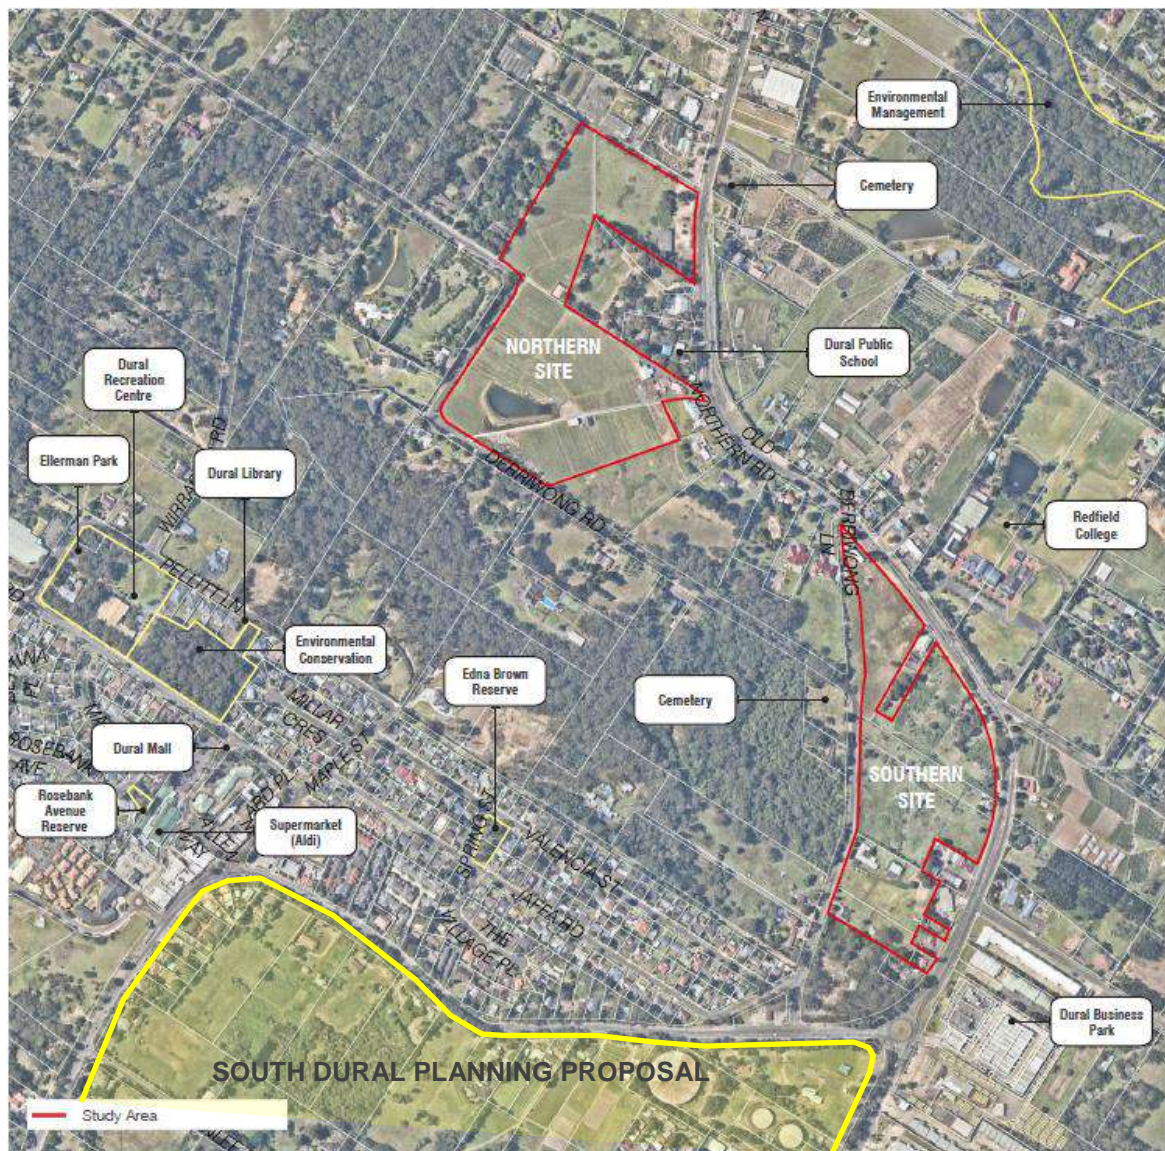 Environmental
Management
Cemetery
NORTHERN
SITE
Dural Public
School
Dural
Recreation
Centre
OLD
NORTHERN RD
Ellerman Park
Dural Library
DERRIWONG RD
DERRIWONG
LN
Redfield
College
PELLITT LN
RD
Environmental
Conservation
Edna Brown
Reserve
Cemetery
MILLAR
CRES
MAPLE ST
Dural Mall
ROSEBANK
AVE
PL
SOUTHERN
SITE
Rosebank
Avenue
Reserve
Supermarket
(Aldi)
WAY
SPRING ST
VALENCIA ST
JAFFA RD
THE
VILLAGE PL
Dural Business
Park
SOUTH DURAL PLANNING PROPOSAL
Study Area